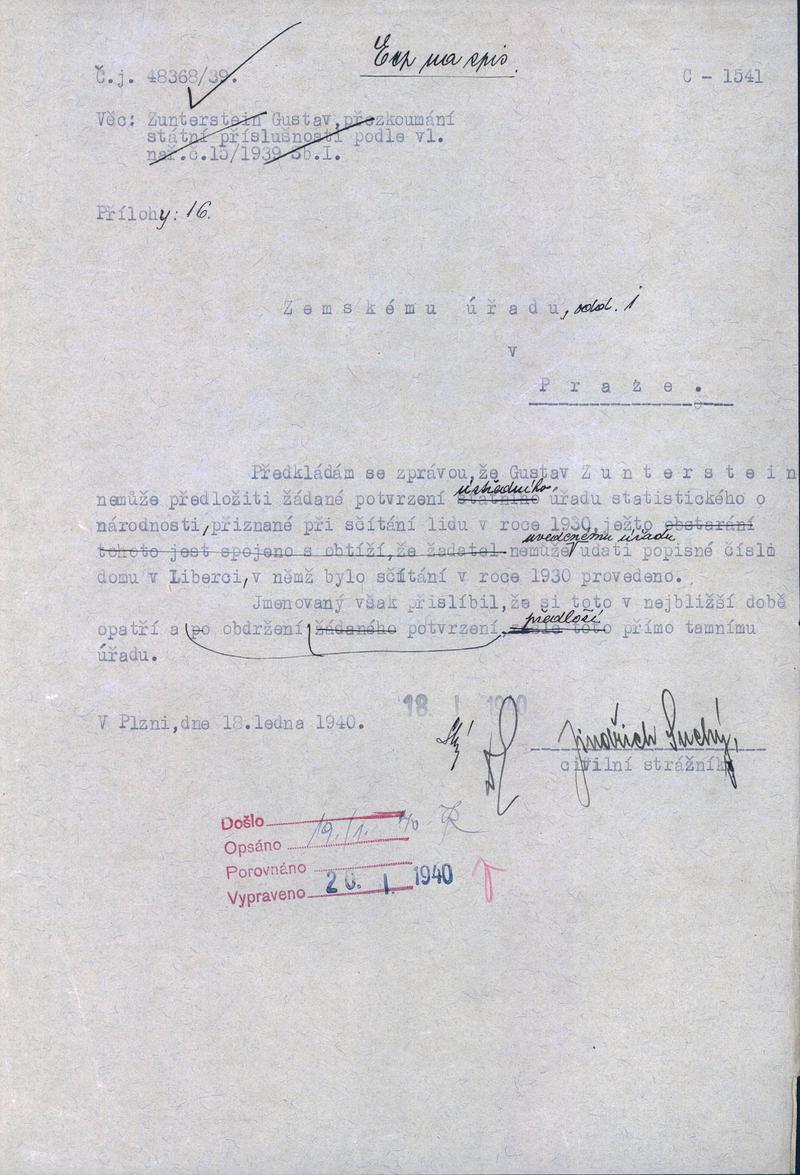 Exp na spis.
Č.j. 48368/39.
C - 1541
Věc: Zunterstein Gustav, přezkoumání
státní příslušnosti podle vl.
nař.č.15/1939 Sb.I.
Přílohy: 16.
Zemskému úřadu, odd. 1
v
Praze.
Předkládám se zprávou, že Gustav Zunterstein
ústředního
nemůže předložiti žádané potvrzení státního úřadu statistického o
národnosti, přiznané při sčítání lidu v roce 1930, ježto obstarání
uvedenému úřadu
tohoto jest spojeno s obtíží, že žadatel nemůže udati popisné číslo
domu v Liberci, v němž bylo sčítání v roce 1930 provedeno.
Jmenovaný však přislíbil, že si toto v nejbližší době
předloží
opatří a po obdržení žádaného potvrzení, zašle toto přímo tamnímu
úřadu.
18 1 1940
V Plzni, dne 18. ledna 1940.
Jindřich Suchý,
civilní strážník
Došlo 19./1. 40
Opsáno
Porovnáno
Vypraveno 20. 1. 1940